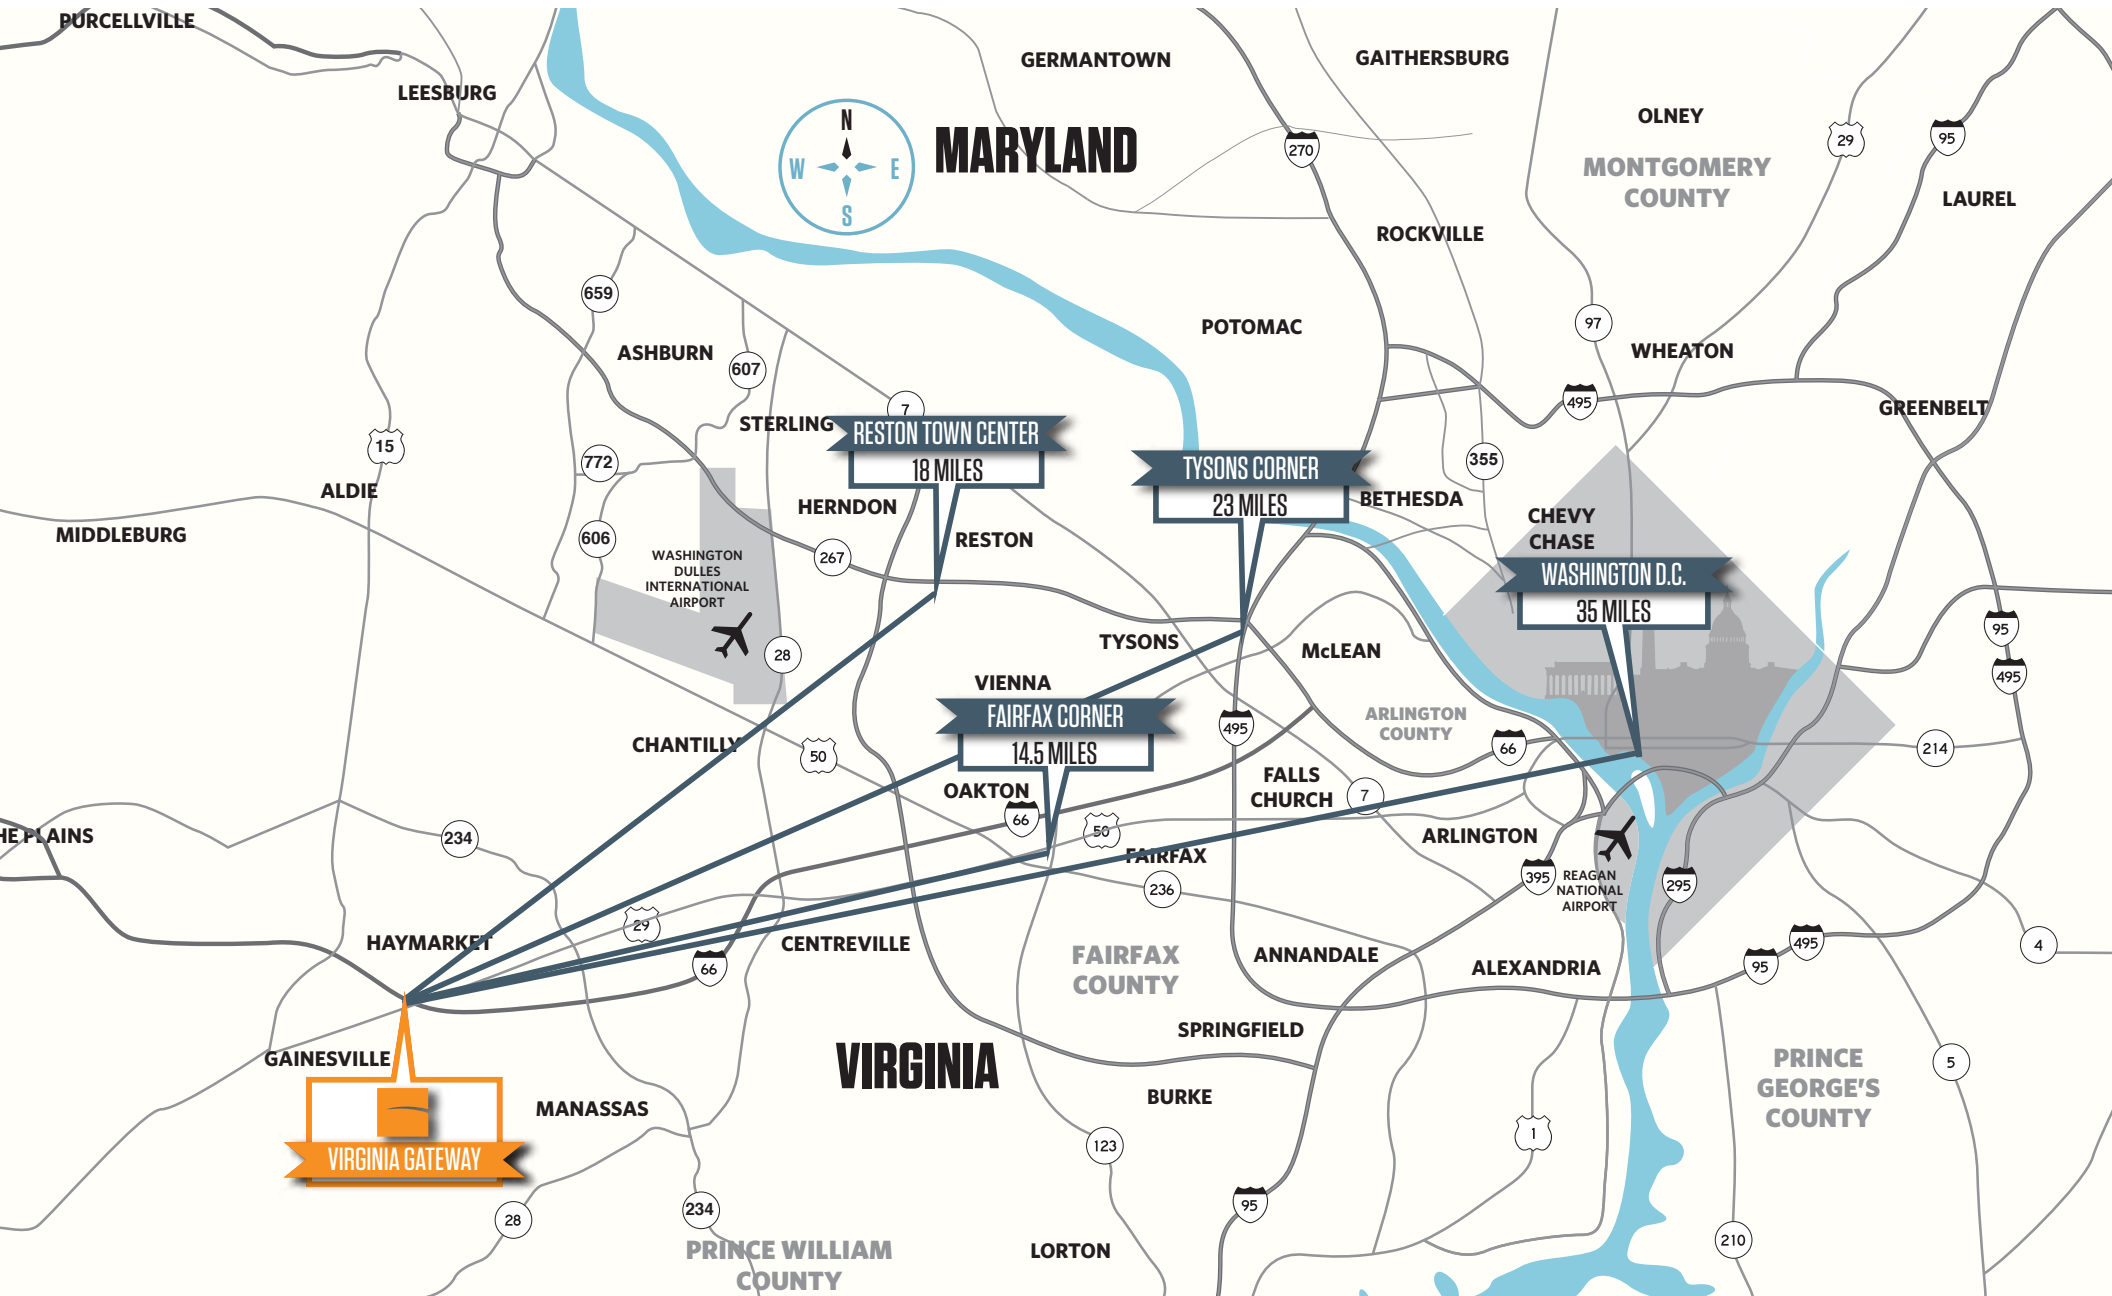 PURCELLVILLE
LEESBURG
GERMANTOWN
GAITHERSBURG
OLNEY
MONTGOMERY
COUNTY
29
95
LAUREL
N
W E
S
MARYLAND
270
ROCKVILLE
659
ASHBURN
607
POTOMAC
97
WHEATON
495
GREENBELT
15
ALDIE
MIDDLEBURG
772
606
STERLING
7
RESTON TOWN CENTER
18 MILES
HERNDON
RESTON
267
WASHINGTON
DULLES
INTERNATIONAL
AIRPORT
28
TYSONS CORNER
23 MILES
BETHESDA
355
CHEVY
CHASE
WASHINGTON D.C.
35 MILES
95
495
TYSONS
McLEAN
VIENNA
FAIRFAX CORNER
14.5 MILES
495
ARLINGTON
COUNTY
66
214
CHANTILLY
50
OAKTON
66
50
FALLS
CHURCH
7
FAIRFAX
236
ARLINGTON
395
REAGAN
NATIONAL
AIRPORT
295
HE PLAINS
234
HAYMARKET
29
66
CENTREVILLE
FAIRFAX
COUNTY
ANNANDALE
ALEXANDRIA
95
495
4
GAINESVILLE
VIRGINIA GATEWAY
MANASSAS
VIRGINIA
SPRINGFIELD
BURKE
123
1
PRINCE
GEORGE'S
COUNTY
5
28
234
PRINCE WILLIAM
COUNTY
LORTON
95
210